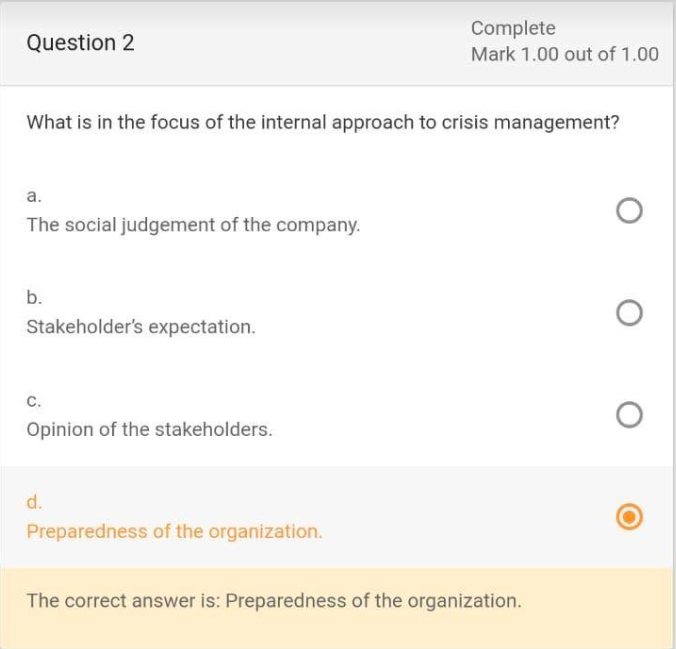 Question 2
Complete
Mark 1.00 out of 1.00
What is in the focus of the internal approach to crisis management?
a.
The social judgement of the company.
b.
Stakeholder's expectation.
c.
Opinion of the stakeholders.
d.
Preparedness of the organization.
The correct answer is: Preparedness of the organization.